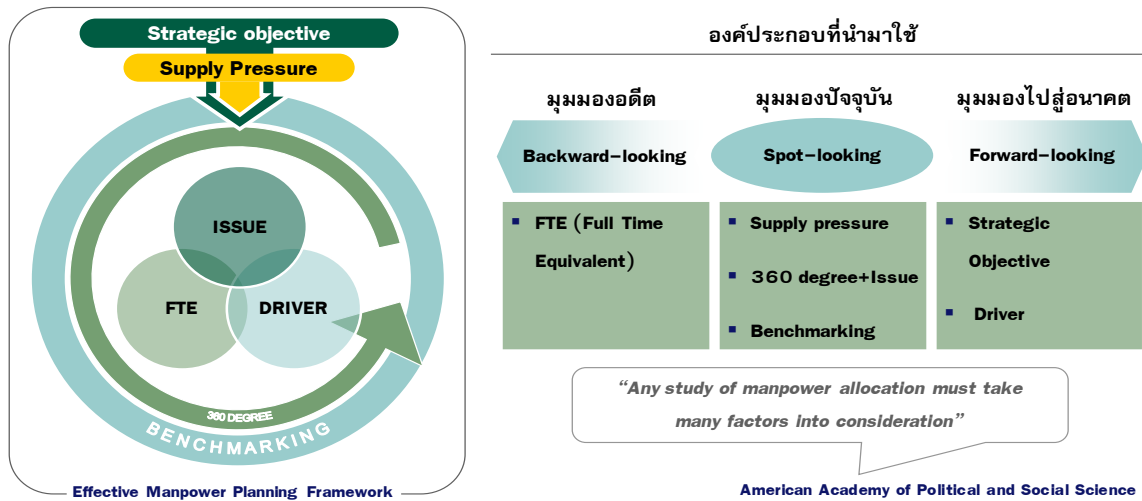 Strategic objective
Supply Pressure
ISSUE
FTE
DRIVER
360 DEGREE
BENCHMARKING
Effective Manpower Planning Framework
องค์ประกอบที่นำมาใช้
มุมมองอดีต
มุมมองปัจจุบัน
มุมมองไปสู่อนาคต
Backward-looking
Spot-looking
Forward-looking
▪ FTE (Full Time
Equivalent)
▪ Supply pressure
▪ 360 degree+Issue
▪ Benchmarking
▪ Strategic
Objective
▪ Driver
“Any study of manpower allocation must take
many factors into consideration”
American Academy of Political and Social Science